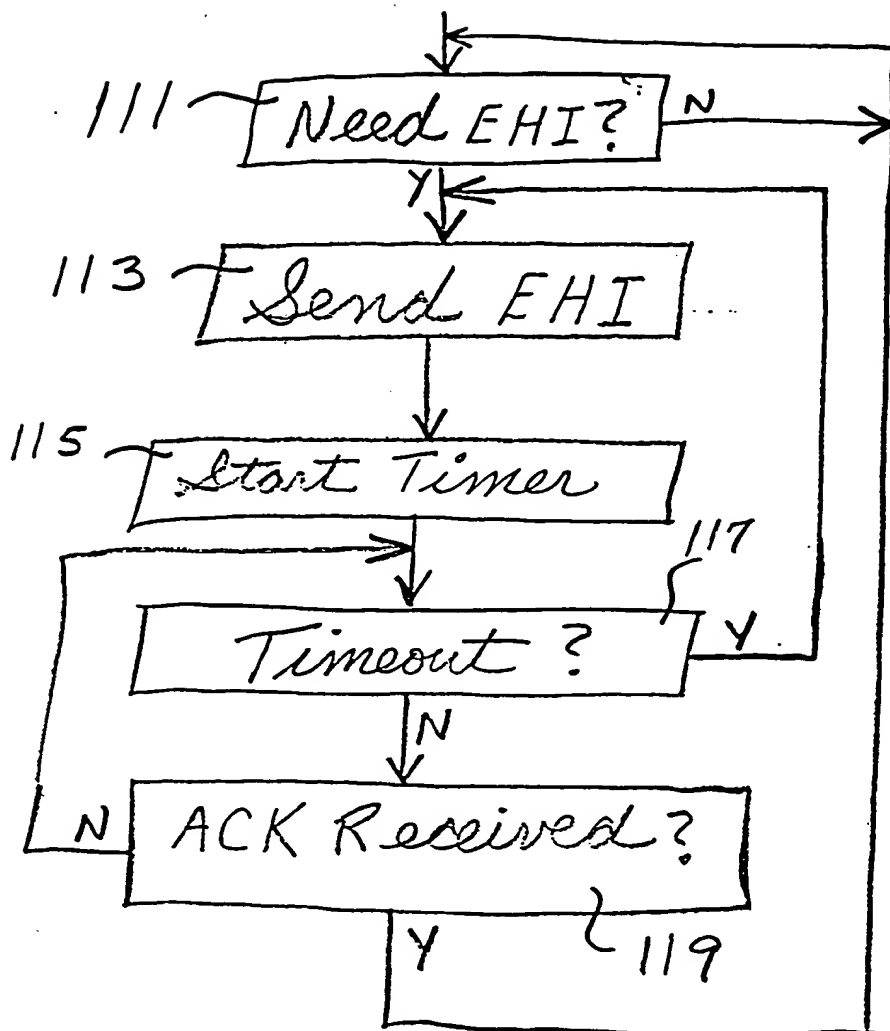 111 Need EHI? N
Y
113 Send EHI
115 Start Timer
117
Timeout ? Y
N
N ACK Received?
Y 119